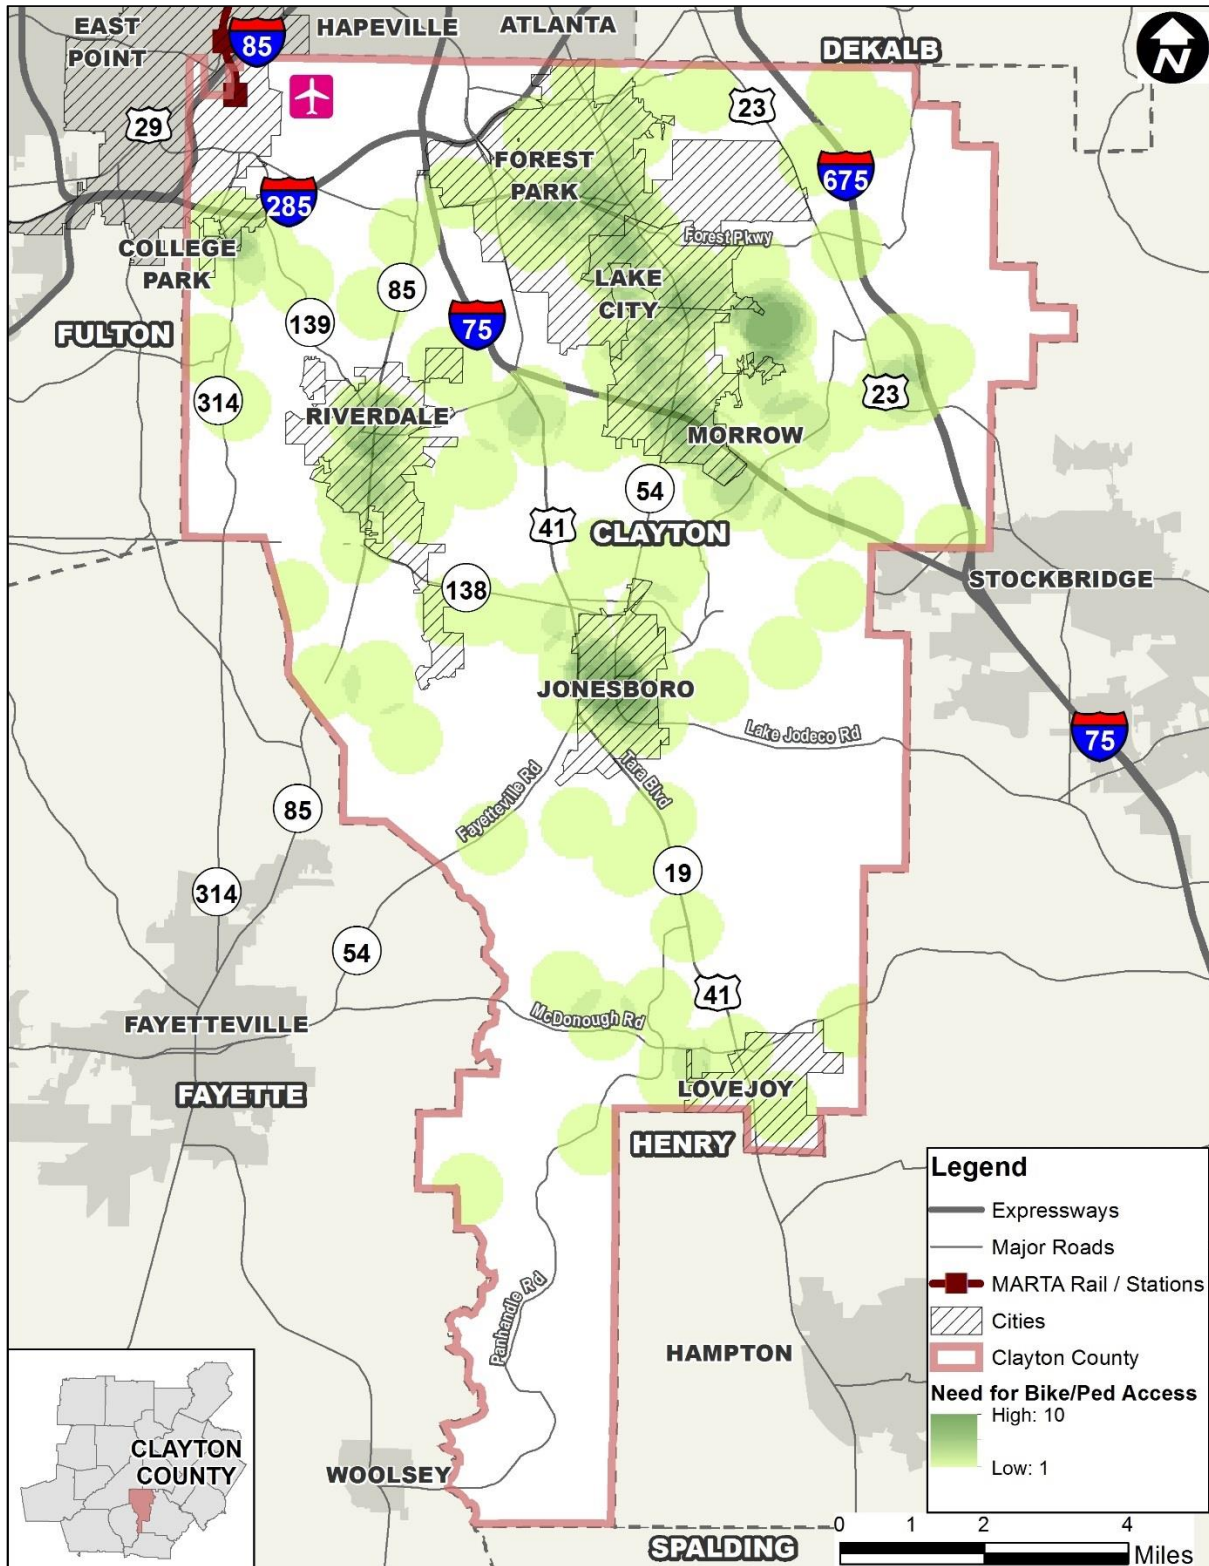 EAST
POINT
85
HAPEVILLE
ATLANTA
DEKALB
N
29
23
FOREST
PARK
675
285
COLLEGE
PARK
Forest Pkwy
LAKE
CITY
85
139
75
FULTON
314
23
RIVERDALE
MORROW
54
41
CLAYTON
138
STOCKBRIDGE
JONESBORO
Lake Jodeco Rd
75
Tara Blvd
Fayetteville Rd
85
19
314
54
41
McDonough Rd
FAYETTEVILLE
LOVEJOY
FAYETTE
HENRY
Panhandle Rd
HAMPTON
WOOLSEY
SPALDING
Legend
Expressways
Major Roads
MARTA Rail / Stations
Cities
Clayton County
Need for Bike/Ped Access
High: 10
Low: 1
0 1 2 4
Miles
CLAYTON
COUNTY